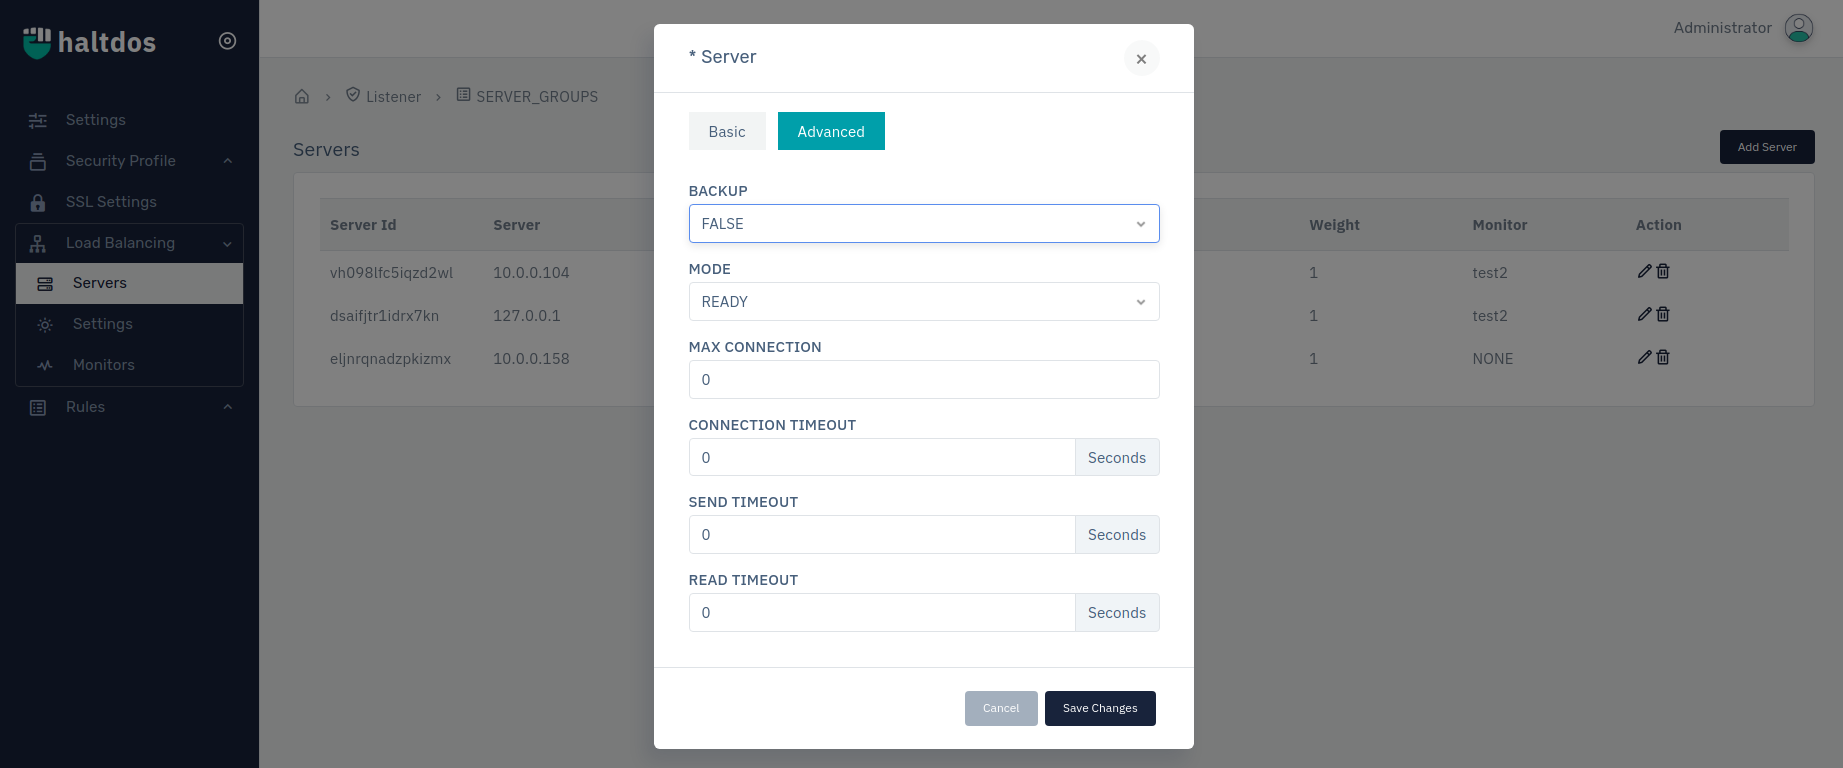 haltdos
Administrator
Settings
Security Profile
SSL Settings
Load Balancing
Servers
Settings
Monitors
Rules
Listener
SERVER_GROUPS
Servers
Add Server
Server Id Server Weight Monitor Action
vh098lfc5iqzd2wl 10.0.0.104 1 test2
dsaifjtr1idrx7kn 127.0.0.1 1 test2
eljnrqnadzpkizmx 10.0.0.158 1 NONE
* Server
×
Basic Advanced
BACKUP
FALSE
MODE
READY
MAX CONNECTION
0
CONNECTION TIMEOUT
0 Seconds
SEND TIMEOUT
0 Seconds
READ TIMEOUT
0 Seconds
Cancel Save Changes